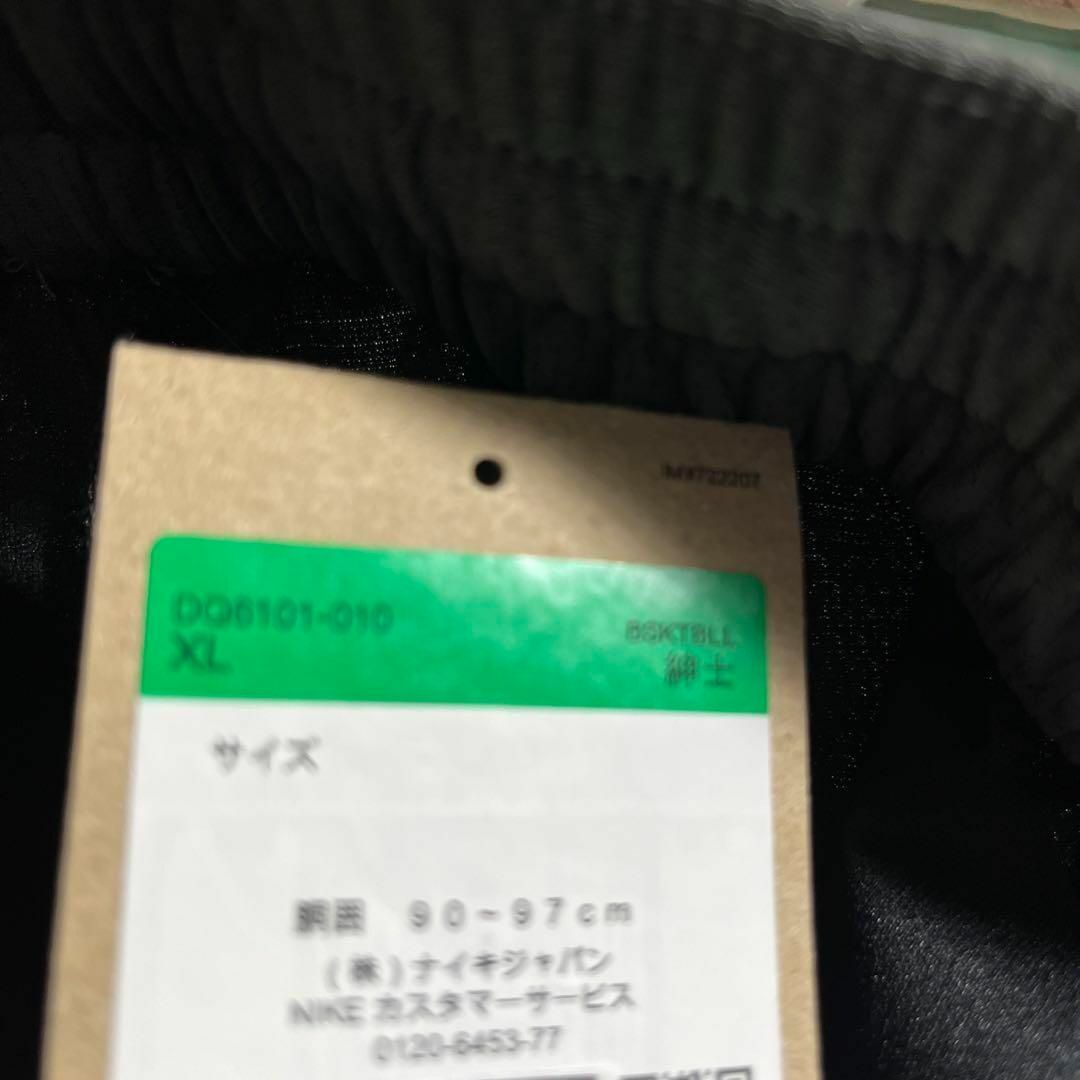 IM9722207
DQ6101-010
XL
BSKTBLL
紳士
サイズ
胴囲 90~97cm
(株)ナイキジャパン
NIKE カスタマーサービス
0120-6453-77